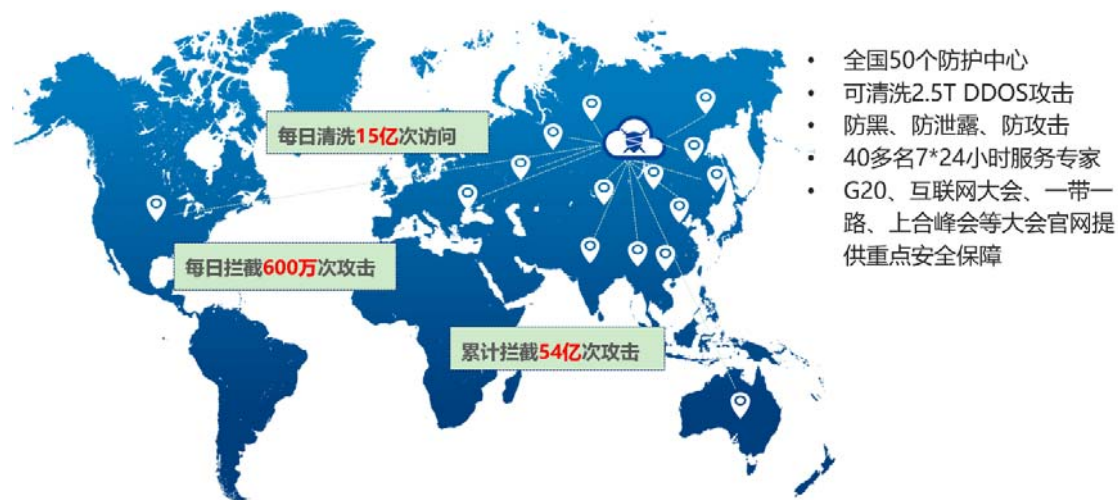 每日清洗15亿次访问
每日拦截600万次攻击
累计拦截54亿次攻击
• 全国50个防护中心
• 可清洗2.5T DDOS攻击
• 防黑、防泄露、防攻击
• 40多名7*24小时服务专家
• G20、互联网大会、一带一
路、上合峰会等大会官网提
供重点安全保障